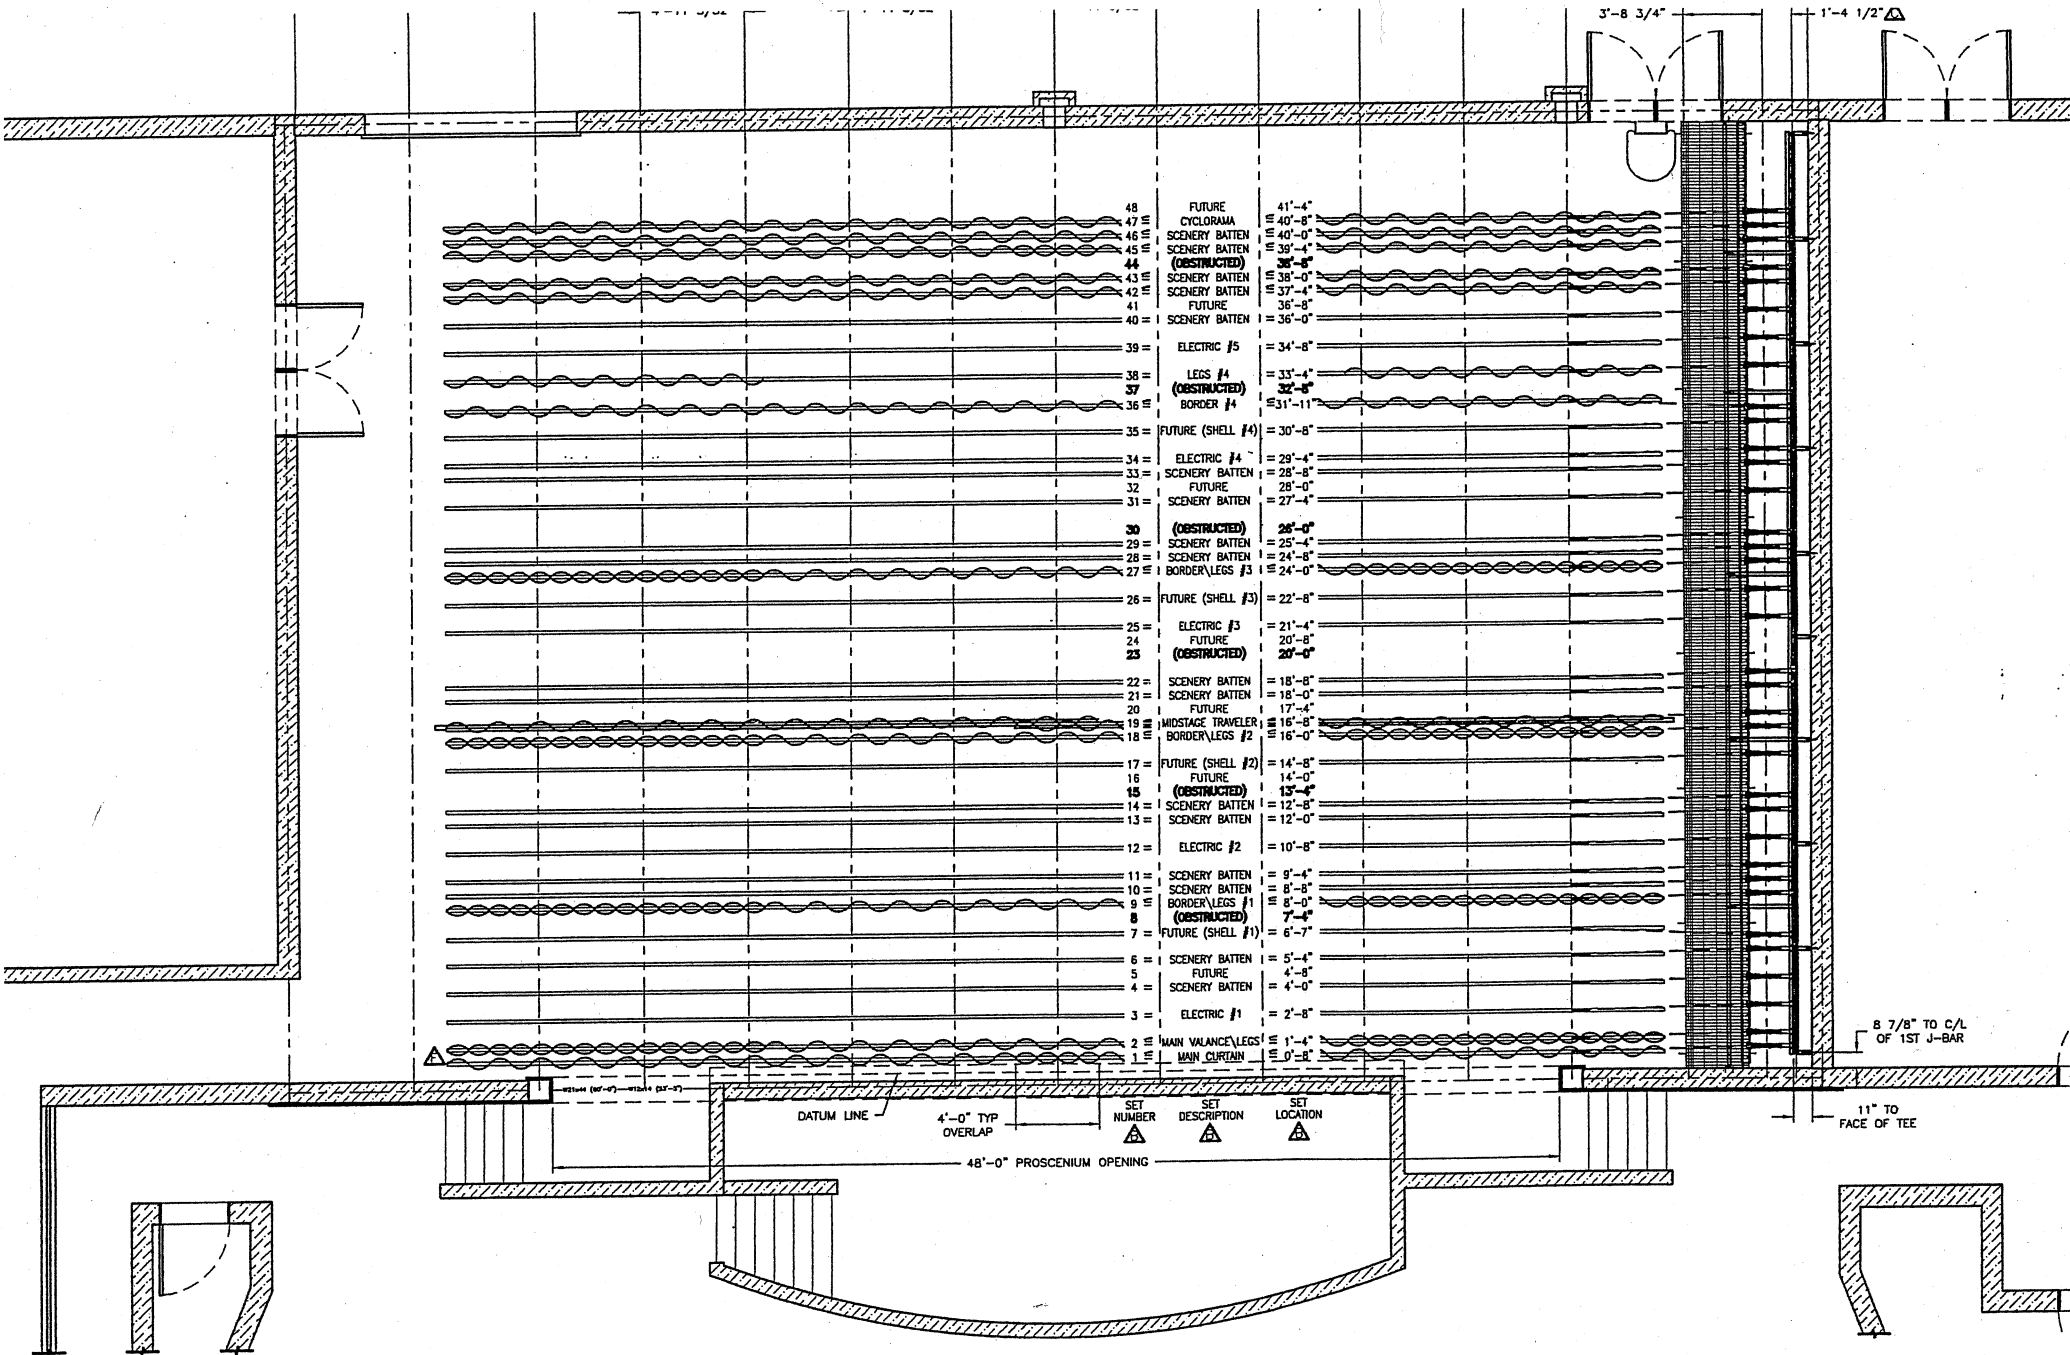 3'-8 3/4"
1'-4 1/2"
48 FUTURE 41'-4"
47 CYCLORAMA 40'-8"
46 SCENERY BATTEN 40'-0"
45 SCENERY BATTEN 39'-4"
44 (OBSTRUCTED)
43 SCENERY BATTEN 38'-0"
42 SCENERY BATTEN 37'-4"
41 FUTURE 36'-8"
40 = SCENERY BATTEN = 36'-0"
39 = ELECTRIC #5 = 34'-8"
38 = LEGS #4 = 33'-4"
37 (OBSTRUCTED) 32'-8"
36 BORDER #4 31'-11"
35 = FUTURE (SHELL #4) = 30'-8"
34 = ELECTRIC #4 = 29'-4"
33 = SCENERY BATTEN = 28'-8"
32 FUTURE 28'-0"
31 = SCENERY BATTEN = 27'-4"
30 (OBSTRUCTED) 26'-0"
29 = SCENERY BATTEN = 25'-4"
28 = SCENERY BATTEN = 24'-8"
27 BORDER\LEGS #3 24'-0"
26 = FUTURE (SHELL #3) = 22'-8"
25 = ELECTRIC #3 = 21'-4"
24 FUTURE 20'-8"
23 (OBSTRUCTED) 20'-0"
22 = SCENERY BATTEN = 18'-8"
21 = SCENERY BATTEN = 18'-0"
20 FUTURE 17'-4"
19 MIDSTAGE TRAVELER 16'-8"
18 BORDER\LEGS #2 16'-0"
17 = FUTURE (SHELL #2) = 14'-8"
16 FUTURE 14'-0"
15 (OBSTRUCTED) 13'-4"
14 = SCENERY BATTEN = 12'-8"
13 = SCENERY BATTEN = 12'-0"
12 = ELECTRIC #2 = 10'-8"
11 = SCENERY BATTEN = 9'-4"
10 = SCENERY BATTEN = 8'-8"
9 BORDER\LEGS #1 8'-0"
8 (OBSTRUCTED) 7'-4"
7 = FUTURE (SHELL #1) = 6'-7"
6 = SCENERY BATTEN = 5'-4"
5 FUTURE 4'-8"
4 = SCENERY BATTEN = 4'-0"
3 = ELECTRIC #1 = 2'-8"
2 MAIN VALANCE\LEGS 1'-4"
1 MAIN CURTAIN 0'-8"
8 7/8" TO C/L
OF 1ST J-BAR
DATUM LINE
4'-0" TYP
OVERLAP
SET
NUMBER
B
SET
DESCRIPTION
B
SET
LOCATION
B
11" TO
FACE OF TEE
48'-0" PROSCENIUM OPENING